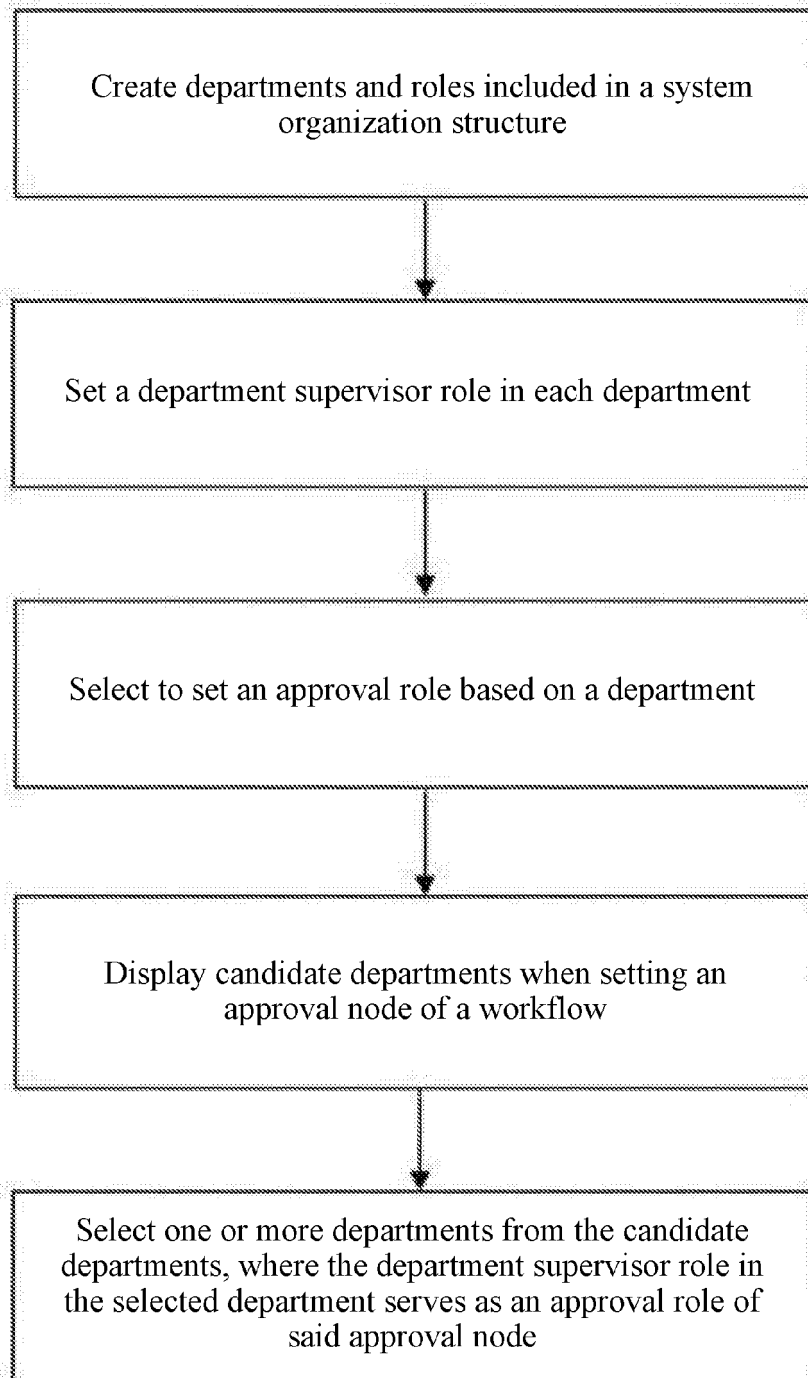 Create departments and roles included in a system
organization structure
Set a department supervisor role in each department
Select to set an approval role based on a department
Display candidate departments when setting an
approval node of a workflow
Select one or more departments from the candidate
departments, where the department supervisor role in
the selected department serves as an approval role of
said approval node